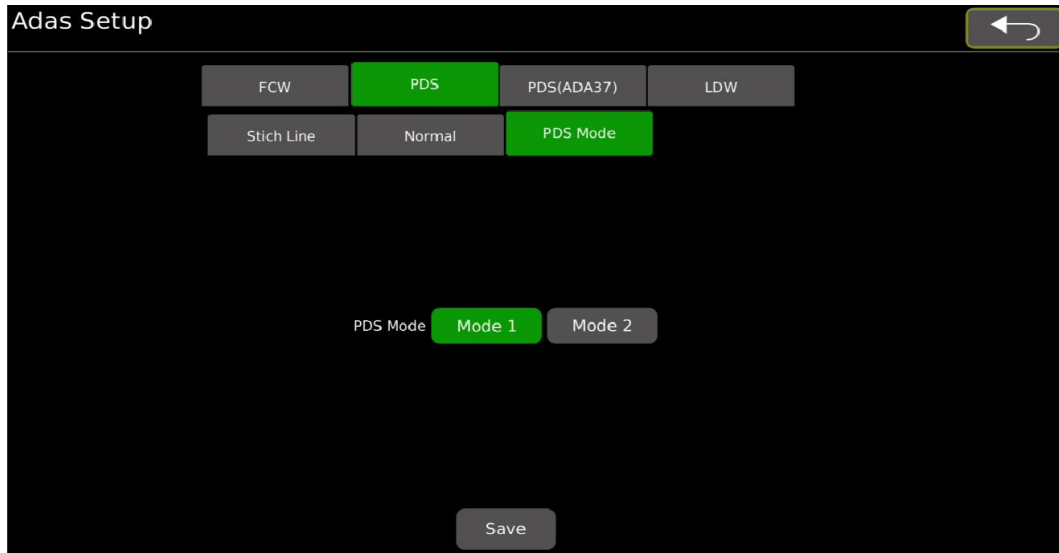 Adas Setup
FCW PDS PDS(ADA37) LDW
Stich Line Normal PDS Mode
PDS Mode Mode 1 Mode 2
Save